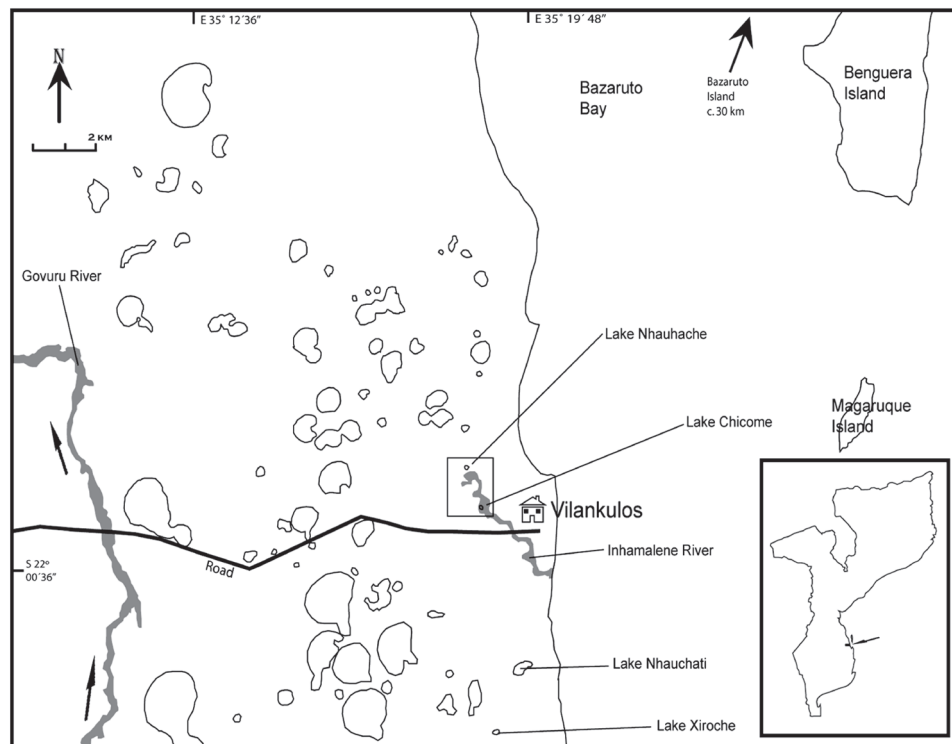 E 35° 12´36”
E 35° 19´ 48”
N
2 KM
Bazaruto
Bay
Bazaruto
Island
c. 30 km
Benguera
Island
Govuru River
Lake Nhauhache
Magaruque
Island
Lake Chicome
Vilankulos
Inhamalene River
Road
S 22º
00´36”
Lake Nhauchati
Lake Xiroche